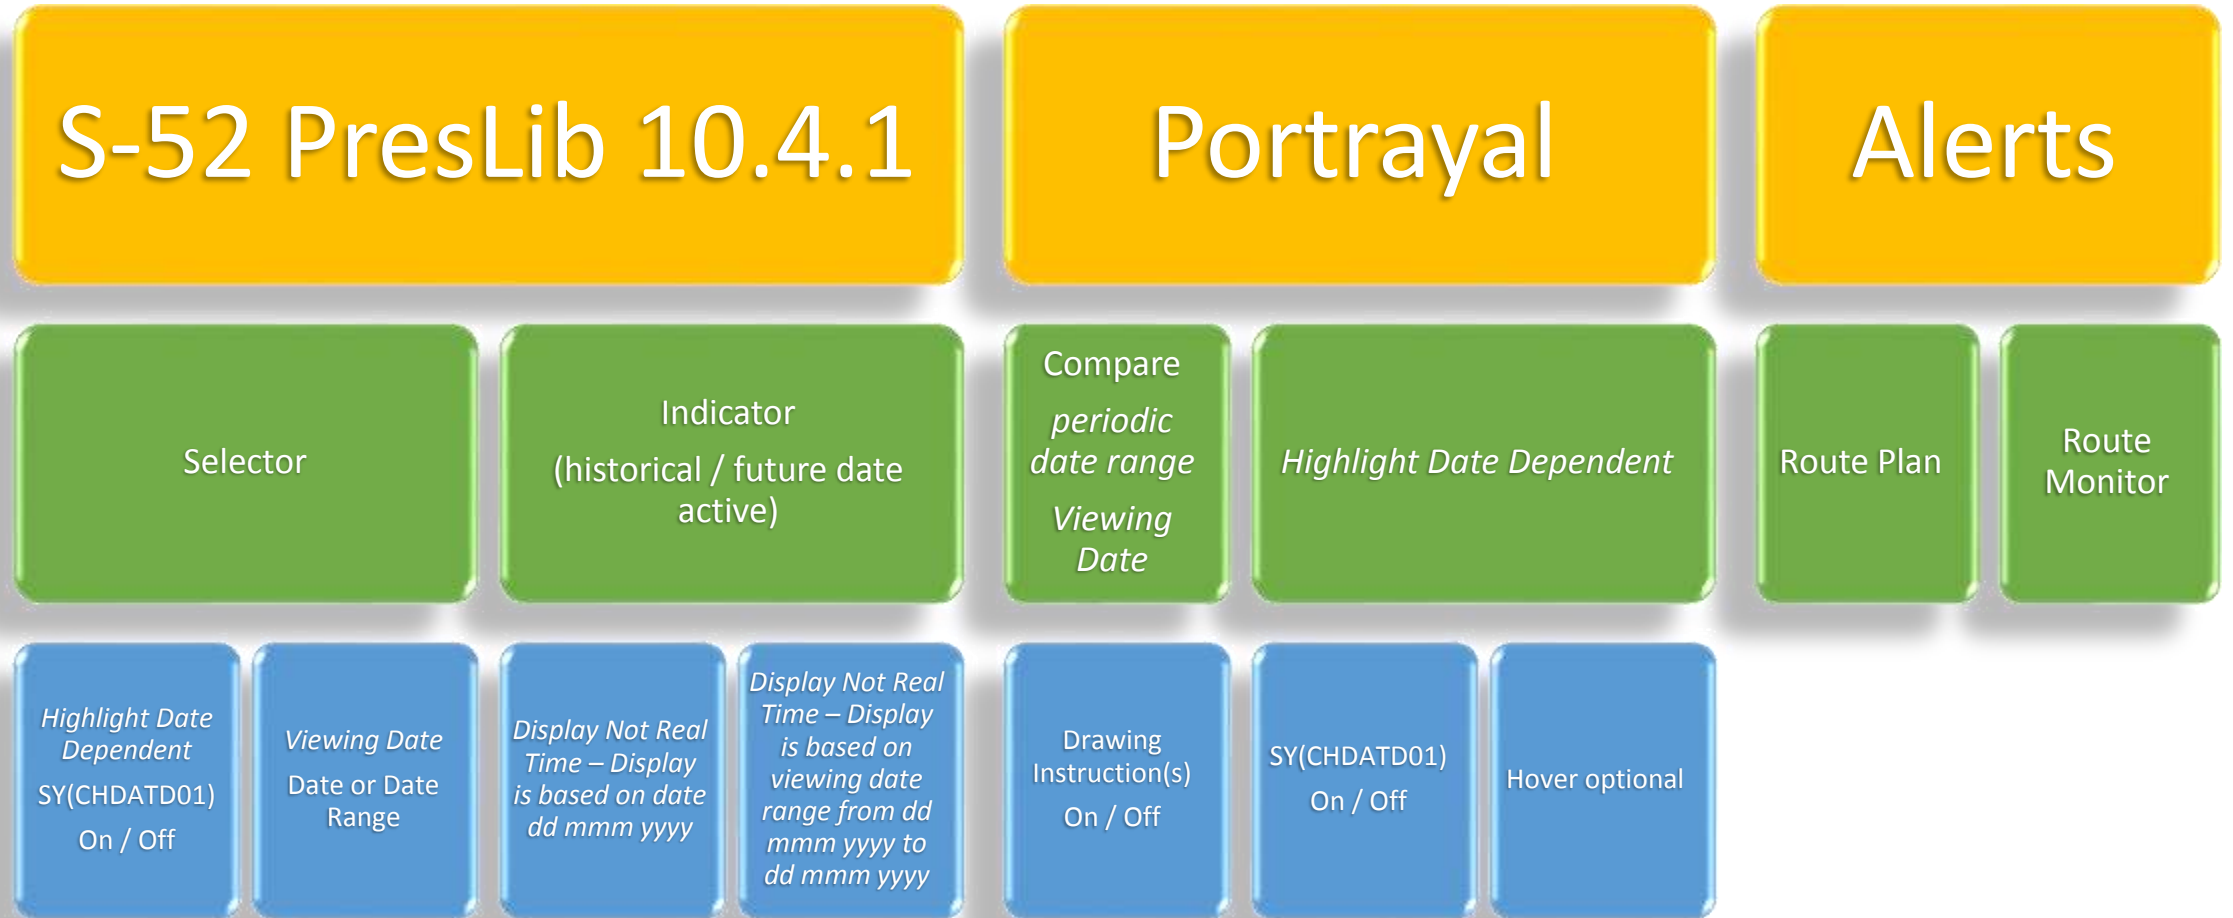 S-52 PresLib 10.4.1
Portrayal
Alerts
Selector
Indicator
(historical / future date
active)
Compare
periodic
date range
Viewing
Date
Highlight Date Dependent
Route Plan
Route
Monitor
Highlight Date
Dependent
SY(CHDATD01)
On / Off
Viewing Date
Date or Date
Range
Display Not Real
Time – Display
is based on date
dd mmm yyyy
Display Not Real
Time – Display
is based on
viewing date
range from dd
mmm yyyy to
dd mmm yyyy
Drawing
Instruction(s)
On / Off
SY(CHDATD01)
On / Off
Hover optional